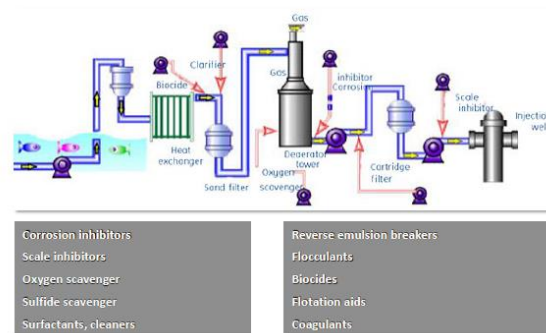 Gas
Clarifier
Gas
inhibitor
Corrosion
Biocide
Scale
inhibitor
Injection
well
Heat
exchanger
Deaerator
tower
Cartridge
filter
Sand filter
Oxygen
scavenger
Corrosion inhibitors
Scale inhibitors
Oxygen scavenger
Sulfide scavenger
Surfactants, cleaners
Reverse emulsion breakers
Flocculants
Biocides
Flotation aids
Coagulants